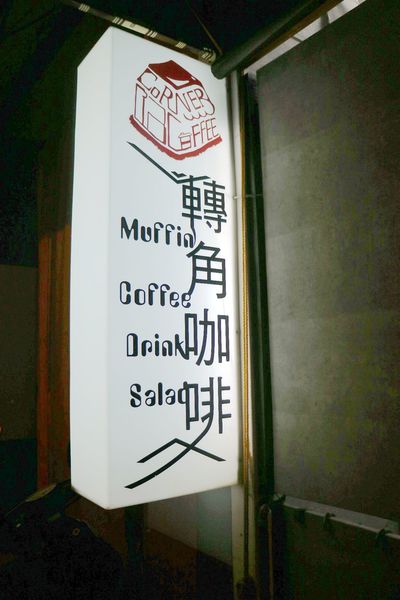 CORNER
COFFEE
轉角咖啡
Muffin
Coffee
Drink
Salad